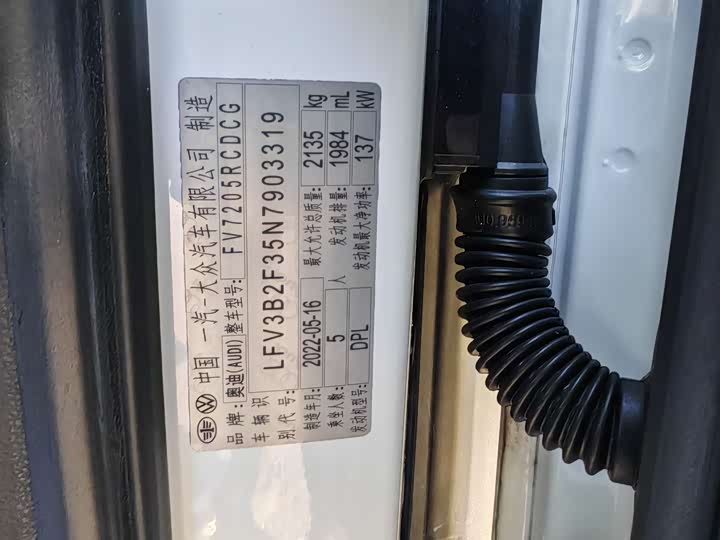 中国 一汽-大众汽车有限公司 制造
品牌:奥迪(AUDI) 整车型号: FV7205RCDCG
车辆识别代号: LFV3B2F35N7903319
制造年月: 2022-05-16 最大允许总质量: 2135 kg
乘坐人数: 5 人 发动机排量: 1984 mL
发动机型号: DPL 发动机最大净功率: 137 kW